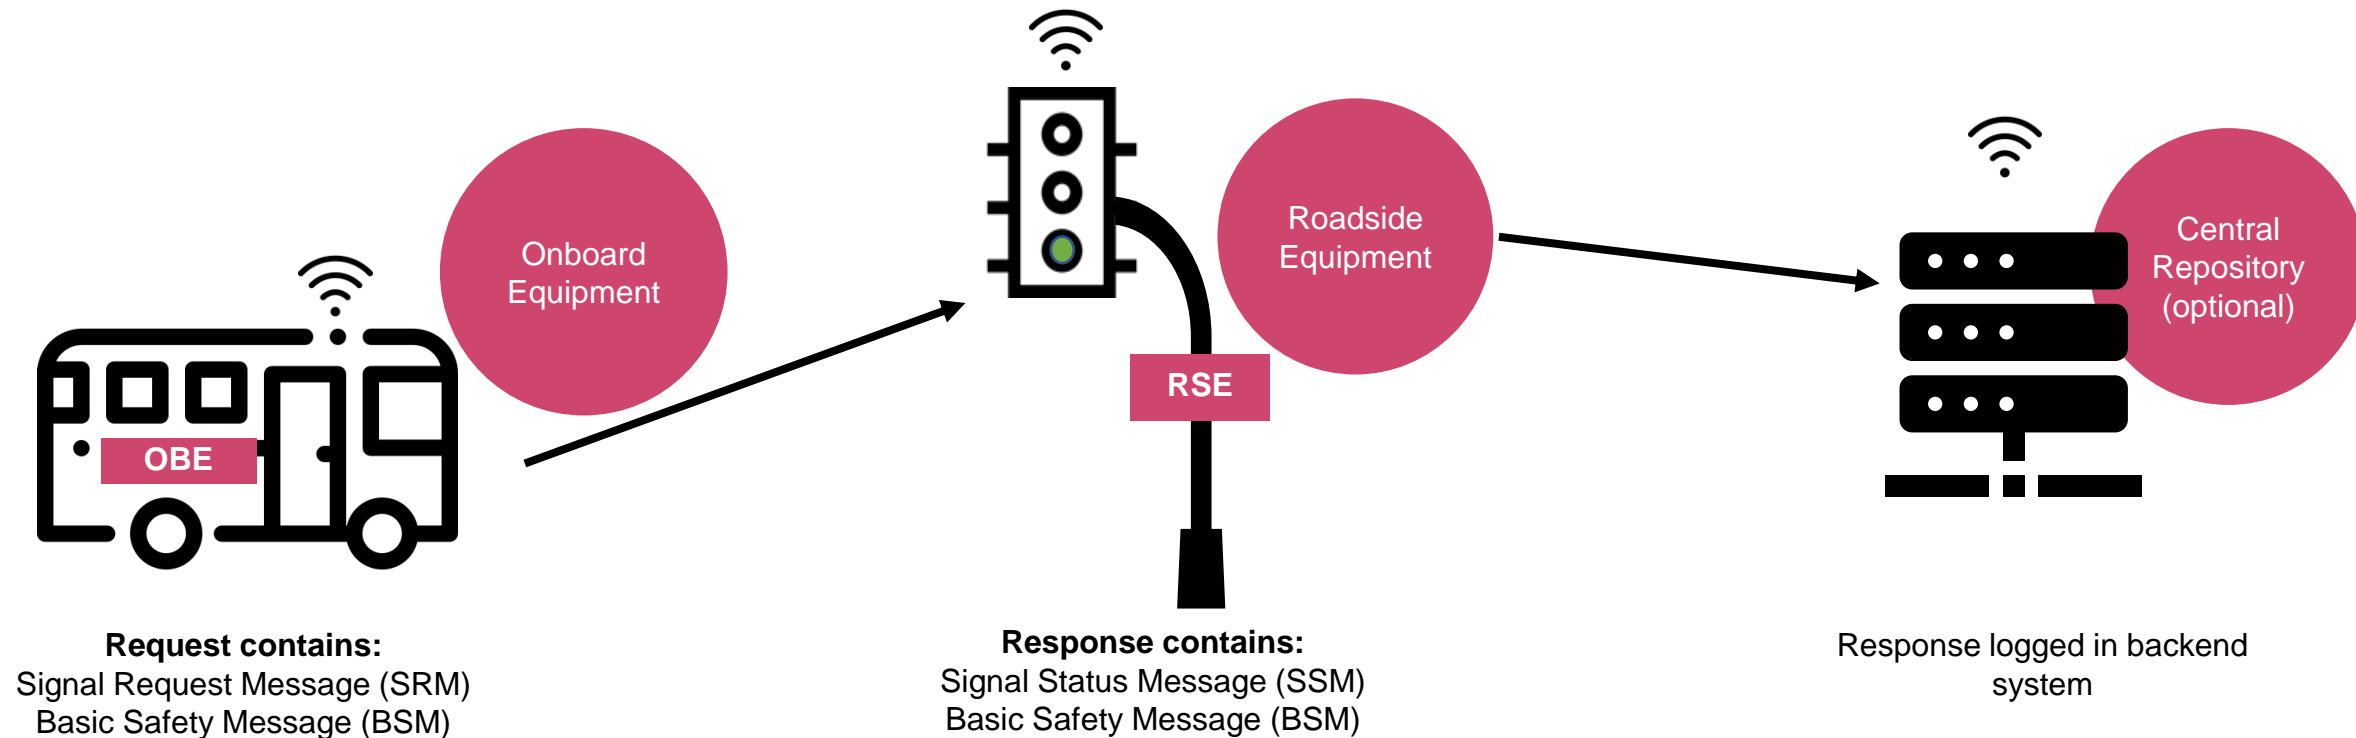 Onboard
Equipment
OBE
Request contains:
Signal Request Message (SRM)
Basic Safety Message (BSM)
Roadside
Equipment
RSE
Response contains:
Signal Status Message (SSM)
Basic Safety Message (BSM)
Central
Repository
(optional)
Response logged in backend
system